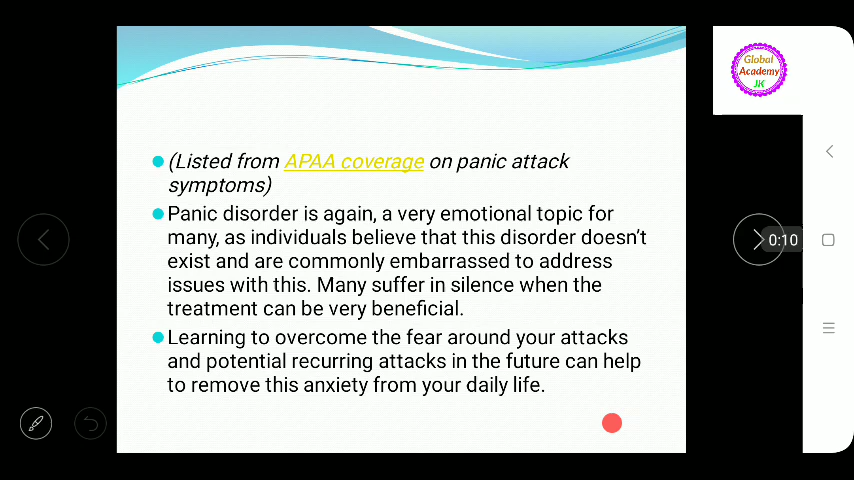 Global
Academy
JK
(Listed from APAA coverage on panic attack
symptoms)
Panic disorder is again, a very emotional topic for
many, as individuals believe that this disorder doesn't
exist and are commonly embarrassed to address
issues with this. Many suffer in silence when the
treatment can be very beneficial.
Learning to overcome the fear around your attacks
and potential recurring attacks in the future can help
to remove this anxiety from your daily life.
0:10